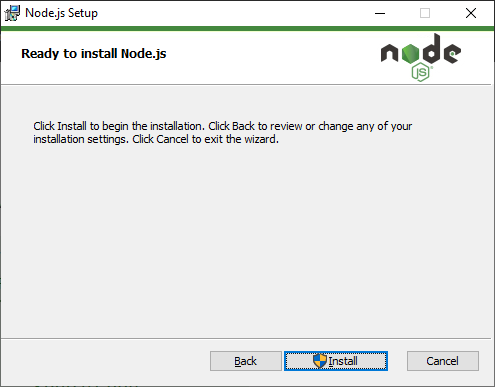 Node.js Setup
Ready to install Node.js
node
JS
Click Install to begin the installation. Click Back to review or change any of your
installation settings. Click Cancel to exit the wizard.
Back
Install
Cancel